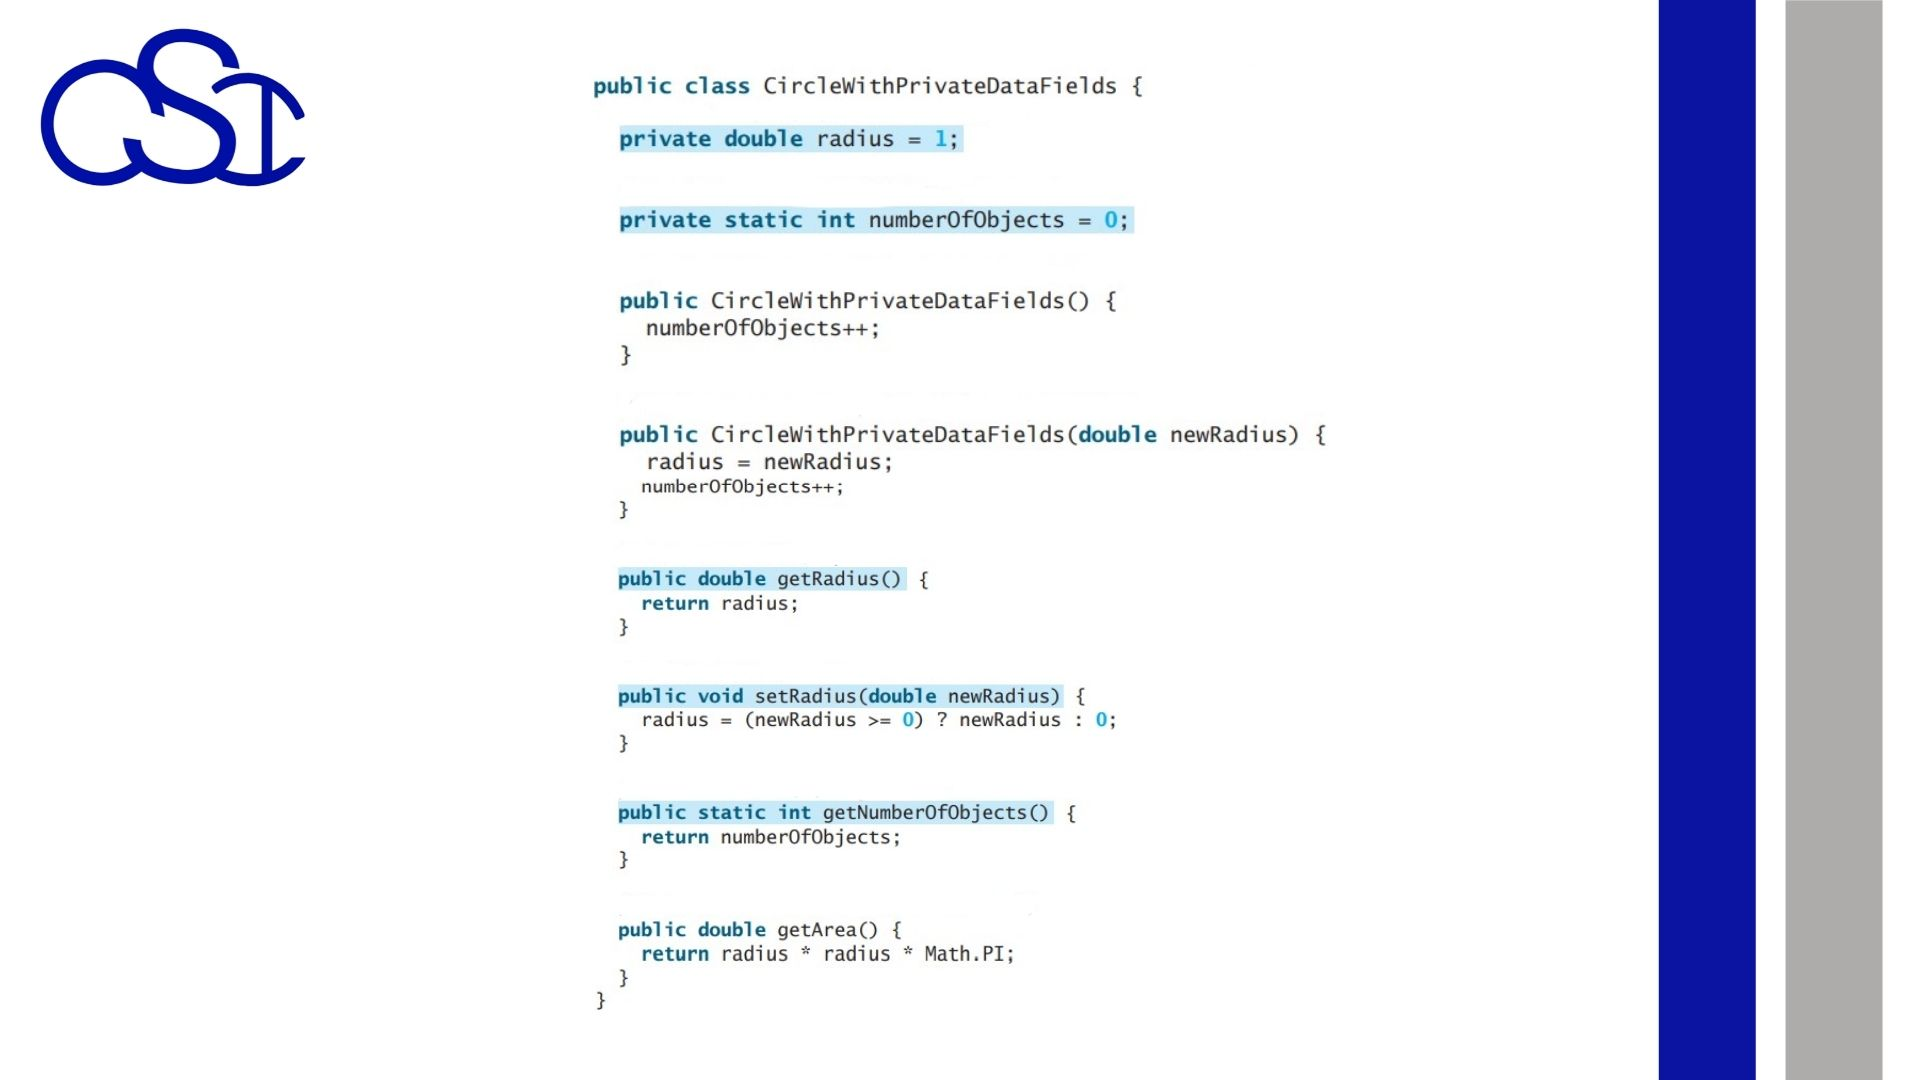 CSI
public class CircleWithPrivateDataFields {
private double radius = 1;
private static int numberOfObjects = 0;
public CircleWithPrivateDataFields() {
numberOfObjects++;
}
public CircleWithPrivateDataFields(double newRadius) {
radius = newRadius;
numberOfObjects++;
}
public double getRadius() {
return radius;
}
public void setRadius(double newRadius) {
radius = (newRadius >= 0) ? newRadius : 0;
}
public static int getNumberOfObjects() {
return numberOfObjects;
}
public double getArea() {
return radius * radius * Math.PI;
}
}